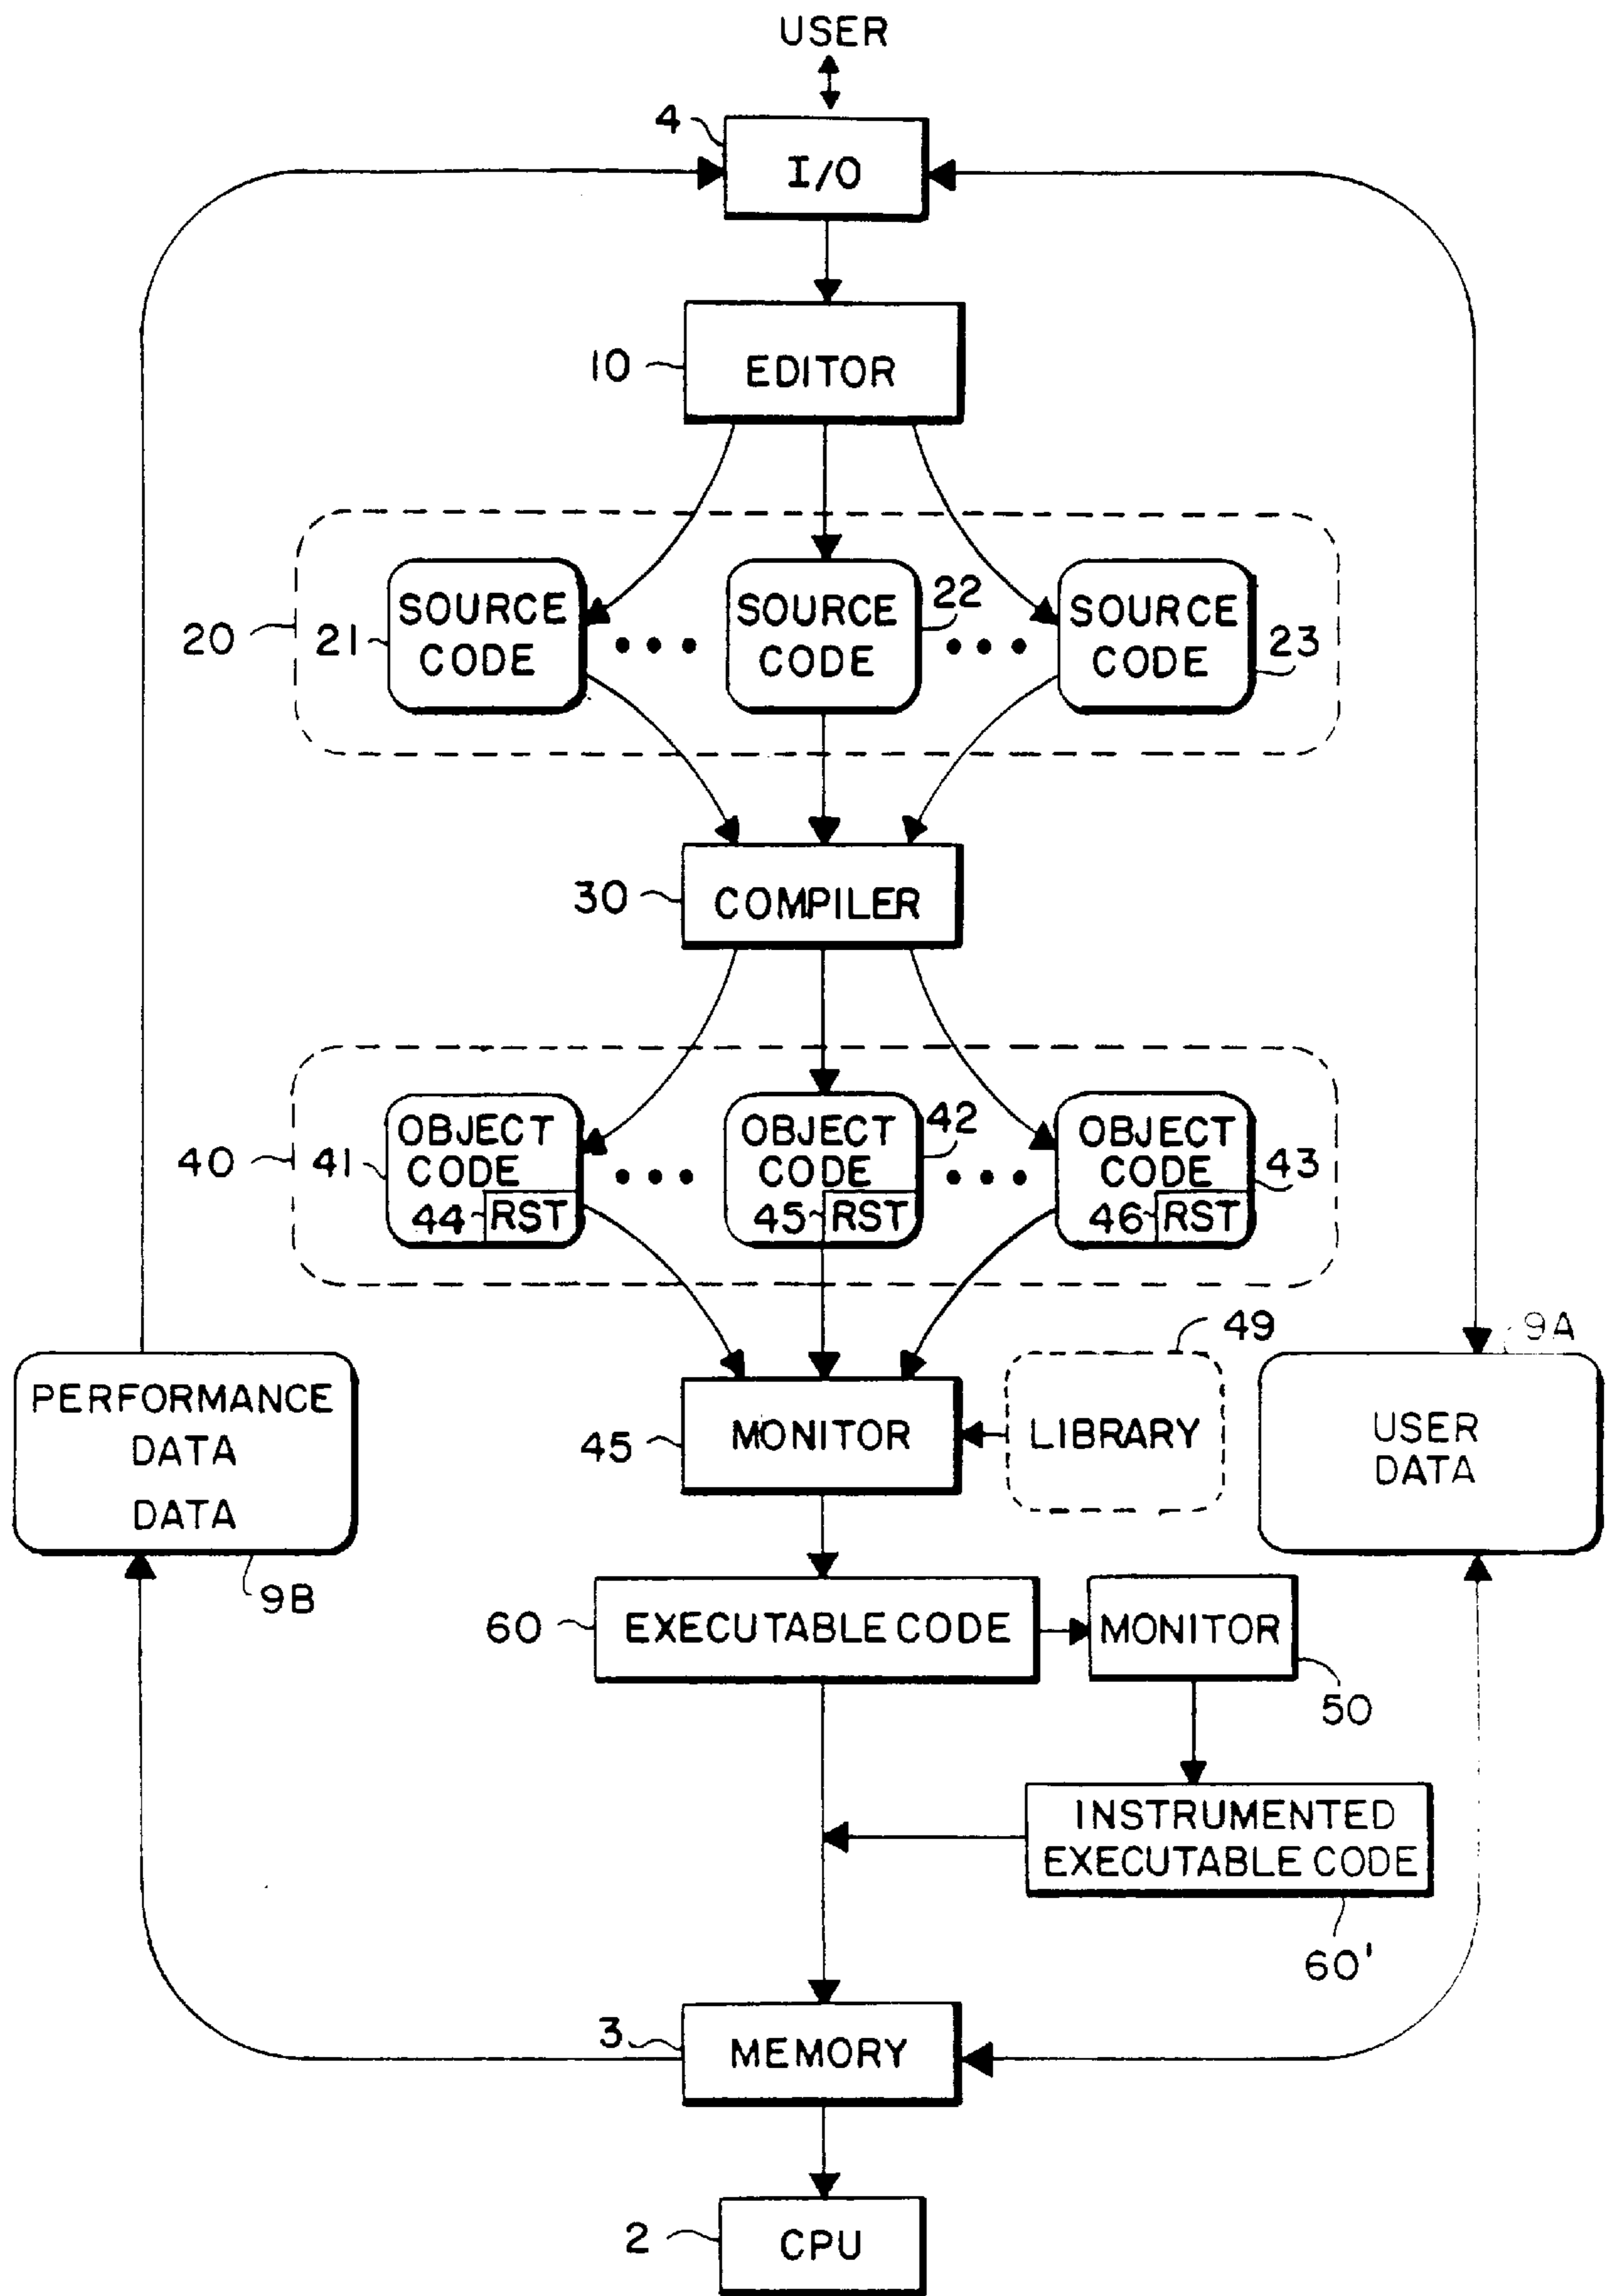 USER
4
I/O
10
EDITOR
20
21
SOURCE
CODE
SOURCE
CODE
22
SOURCE
CODE
23
30
COMPILER
40
41
OBJECT
CODE
44
RST
OBJECT
CODE
42
45
RST
OBJECT
CODE
43
46
RST
PERFORMANCE
DATA
DATA
9B
45
MONITOR
49
LIBRARY
9A
USER
DATA
60
EXECUTABLE CODE
MONITOR
50
INSTRUMENTED
EXECUTABLE CODE
60'
3
MEMORY
2
CPU